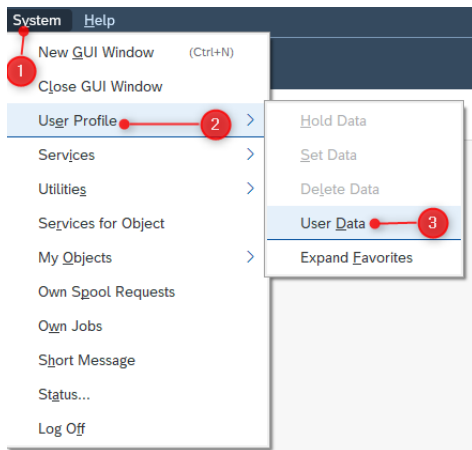 System Help
1
New GUI Window (Ctrl+N)
Close GUI Window
User Profile 2 >
Services >
Utilities >
Services for Object
My Objects >
Own Spool Requests
Own Jobs
Short Message
Status...
Log Off
Hold Data
Set Data
Delete Data
User Data 3
Expand Favorites